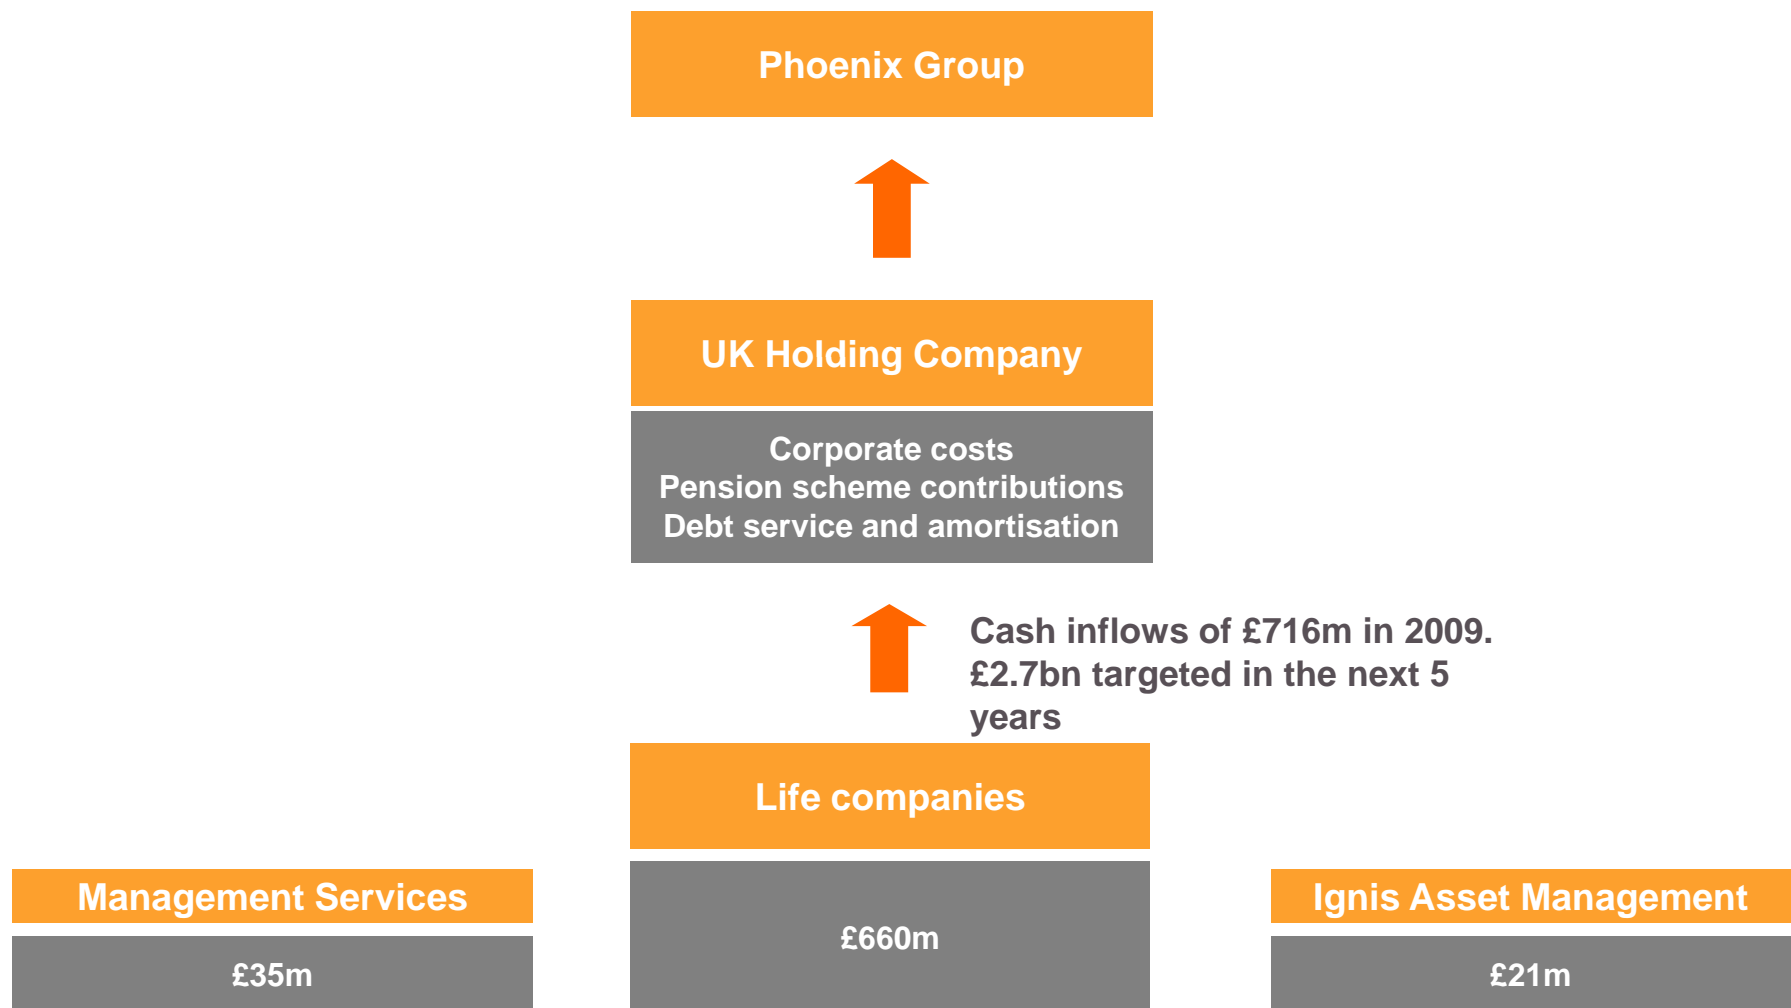 Phoenix Group
UK Holding Company
Corporate costs
Pension scheme contributions
Debt service and amortisation
Cash inflows of £716m in 2009.
£2.7bn targeted in the next 5
years
Life companies
£660m
Management Services
£35m
Ignis Asset Management
£21m